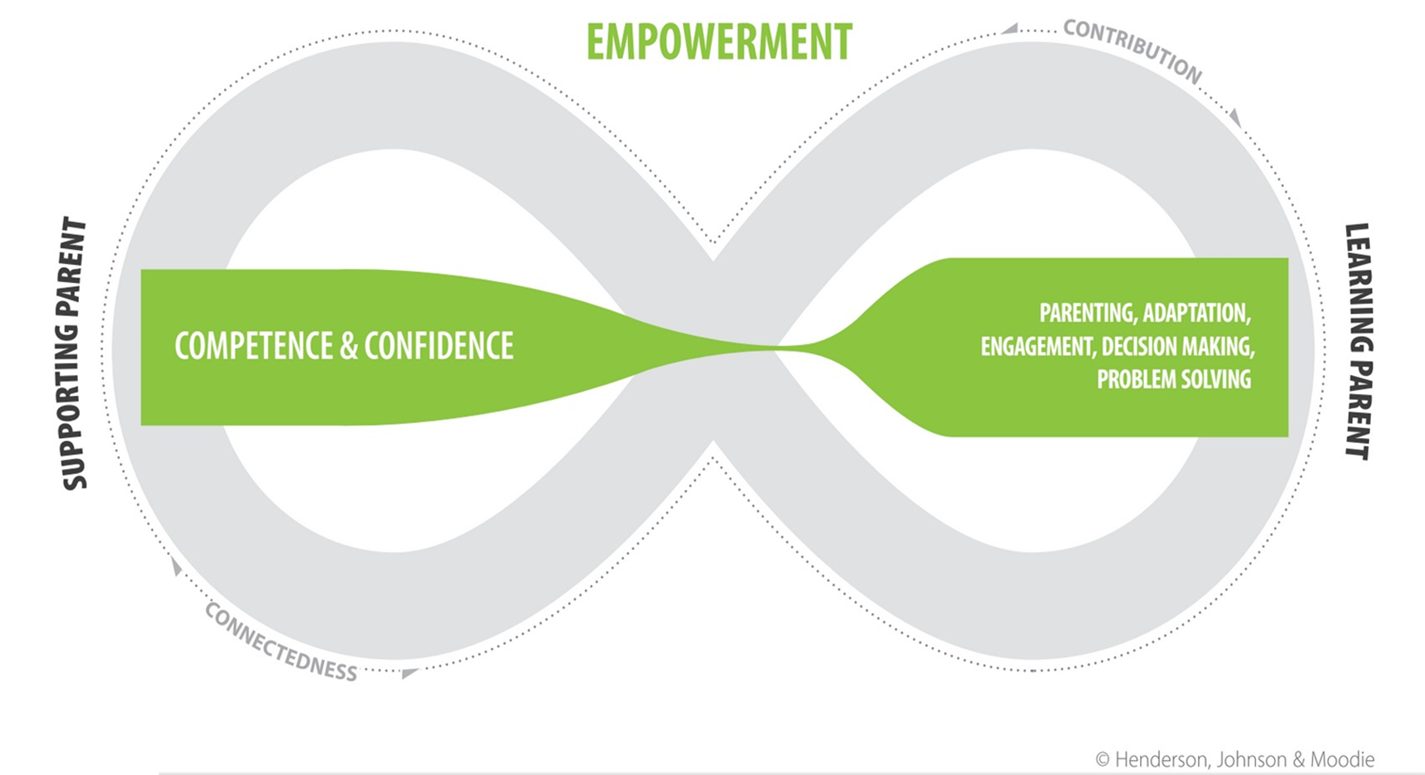 EMPOWERMENT
CONTRIBUTION
SUPPORTING PARENT
COMPETENCE & CONFIDENCE
PARENTING, ADAPTATION,
ENGAGEMENT, DECISION MAKING,
PROBLEM SOLVING
LEARNING PARENT
CONNECTEDNESS
© Henderson, Johnson & Moodie